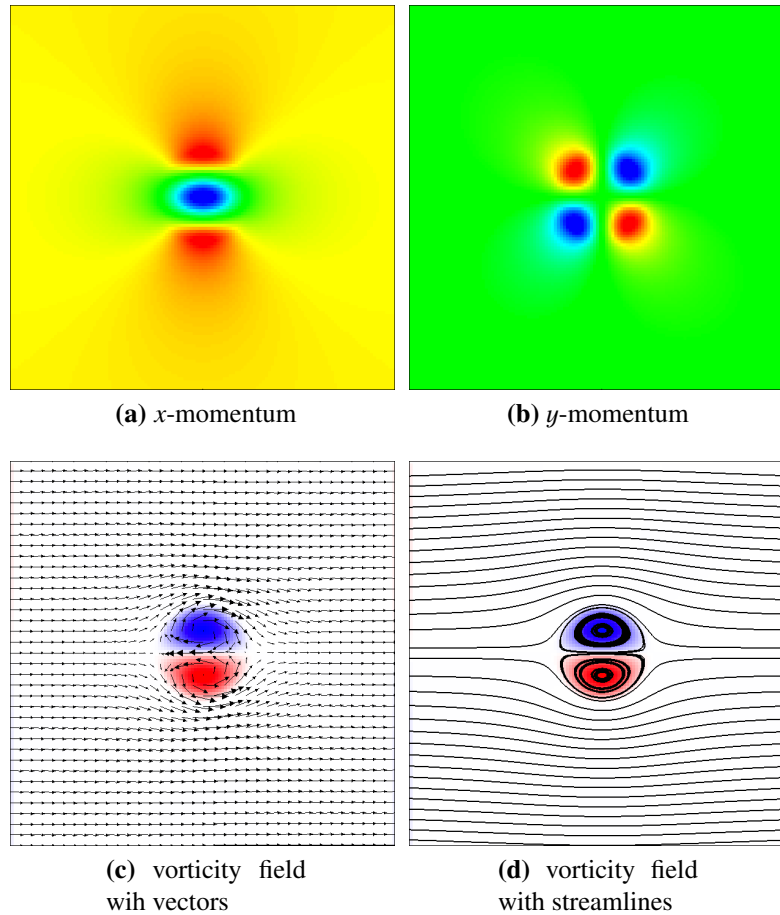 (a) x-momentum
(b) y-momentum
(c) vorticity field
wih vectors
(d) vorticity field
with streamlines